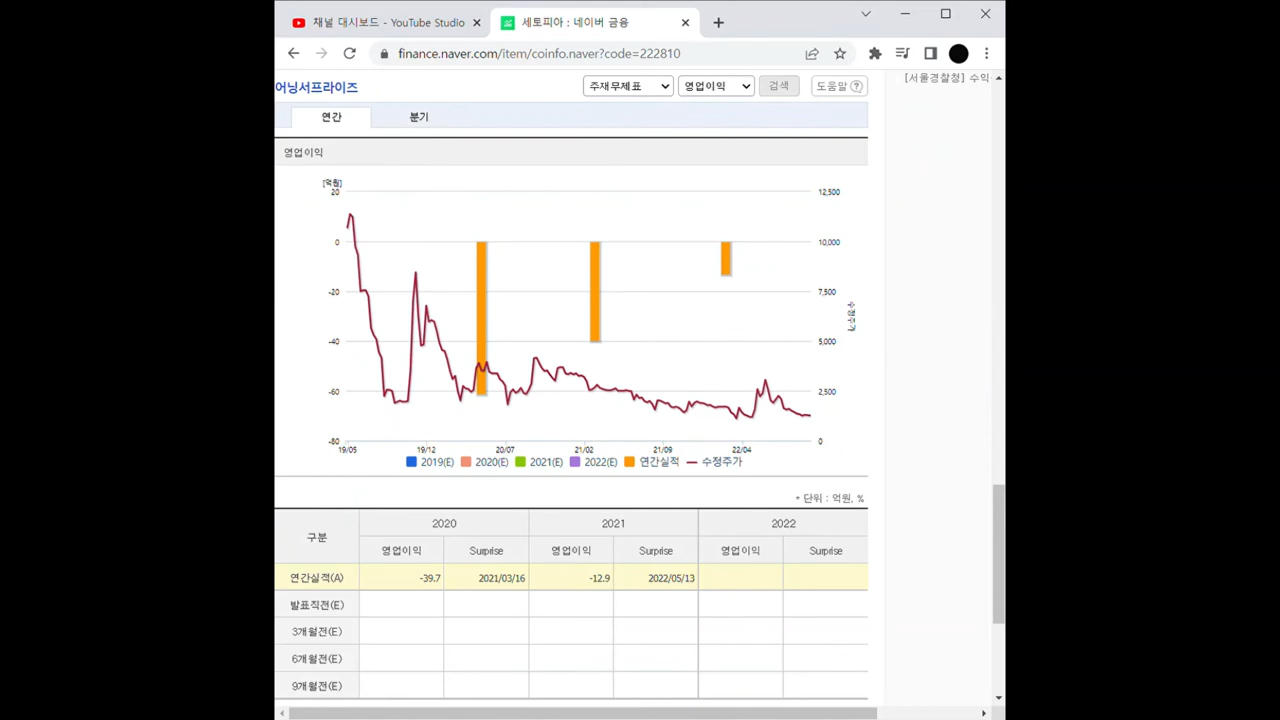 채널 대시보드 - YouTube Studio
세토피아 : 네이버 금융
finance.naver.com/item/coinfo.naver?code=222810
어닝서프라이즈
주재무제표
영업이익
검색
도움말
[서울경찰청] 수익
연간
분기
영업이익
[억원]
20
0
-20
-40
-60
-80
12,500
10,000
7,500
5,000
2,500
0
수정주가
19/05 19/12 20/07 21/02 21/09 22/04
2019(E) 2020(E) 2021(E) 2022(E) 연간실적 수정주가
* 단위 : 억원, %
구분 2020 2021 2022
영업이익 Surprise 영업이익 Surprise 영업이익 Surprise
연간실적(A) -39.7 2021/03/16 -12.9 2022/05/13
발표직전(E)
3개월전(E)
6개월전(E)
9개월전(E)